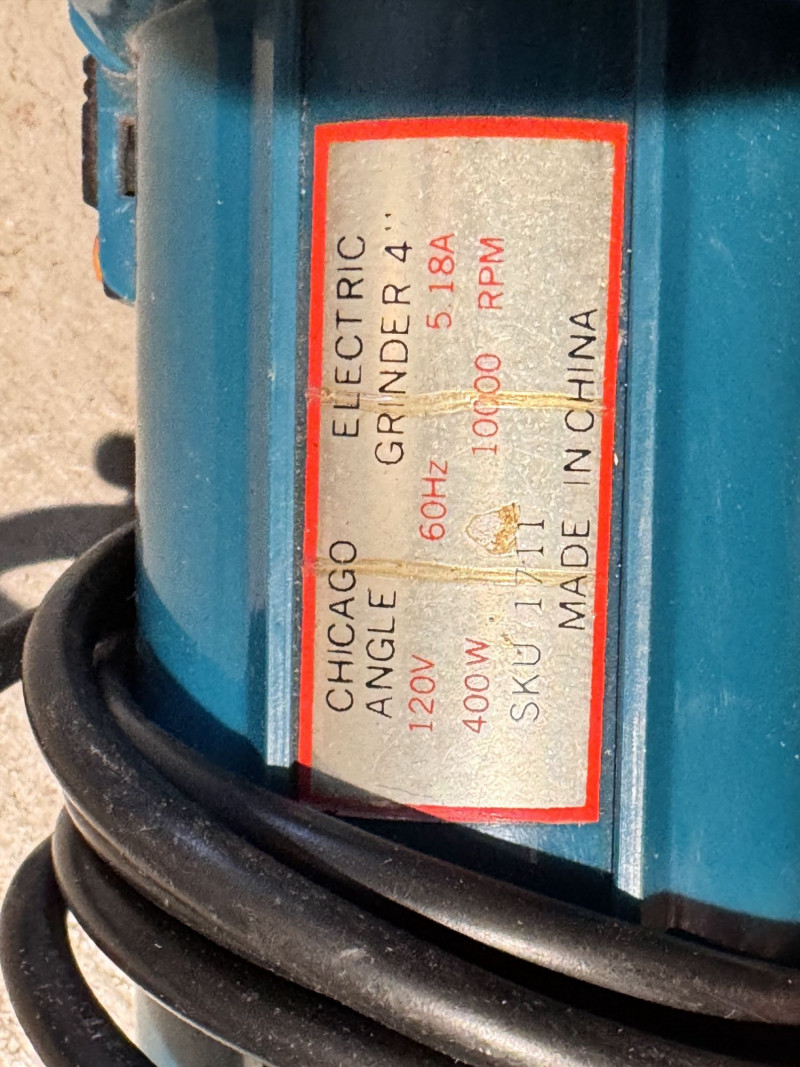 CHICAGO ELECTRIC
ANGLE GRINDER 4"
120V 60Hz 5.18A
400W 10000 RPM
SKU 1711
MADE IN CHINA